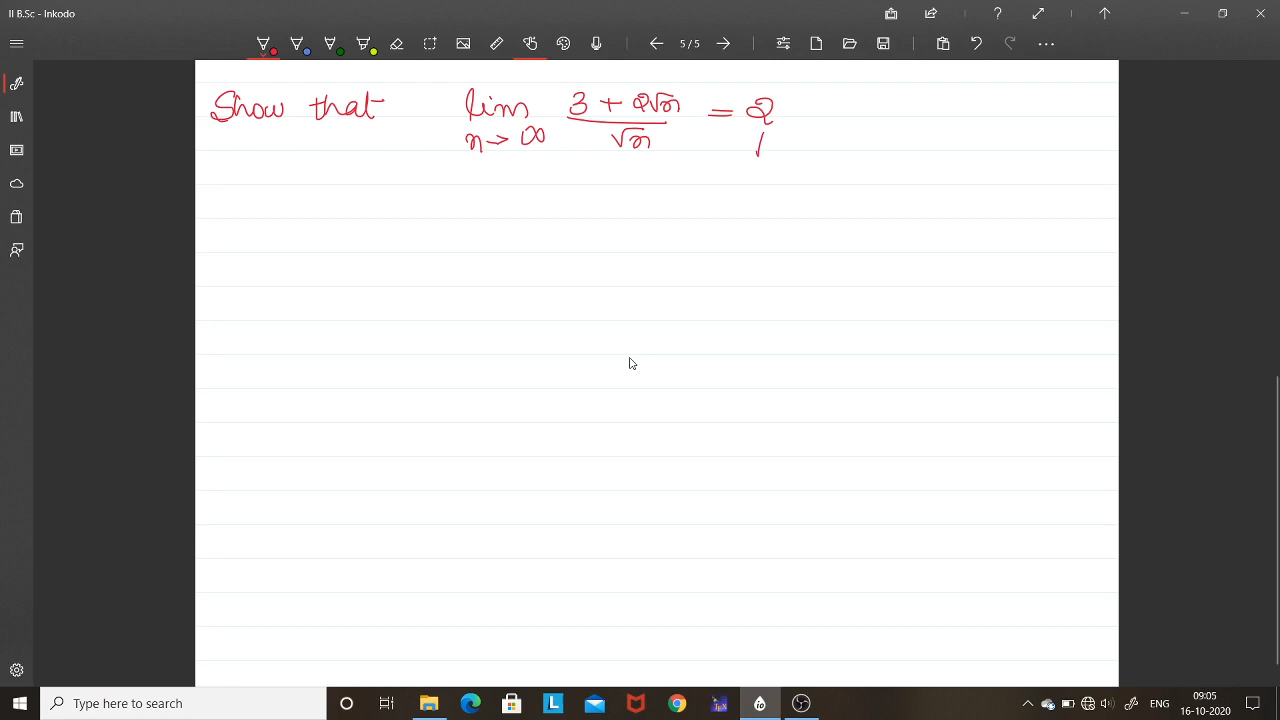 II B.Sc - Inkodo
5/5
Show that lim 3 + 2√n = 2
n→∞ √n
Type here to search
L
TEX
ENG
09:05
16-10-2020